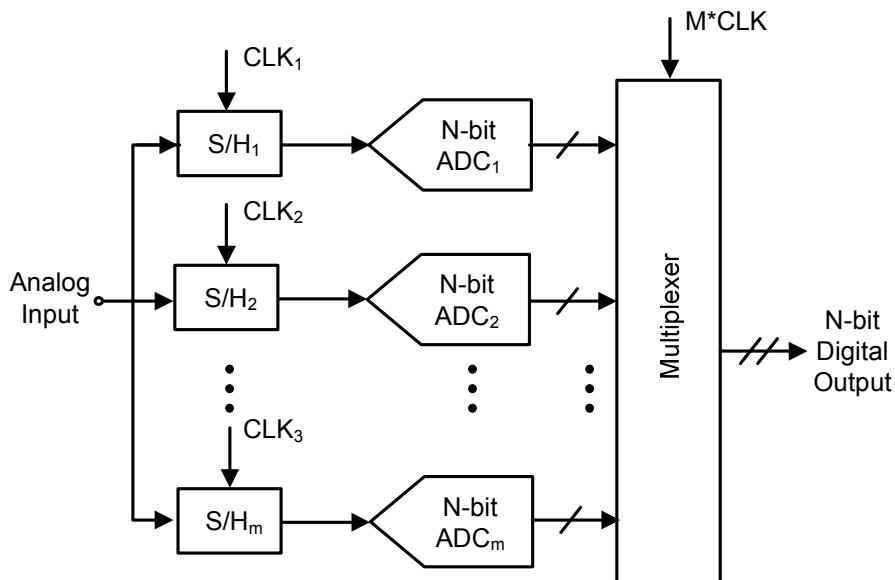 M*CLK
CLK₁
S/H₁
N-bit
ADC₁
CLK₂
Analog
Input
S/H₂
N-bit
ADC₂
Multiplexer
N-bit
Digital
Output
CLK₃
S/Hₘ
N-bit
ADCₘ